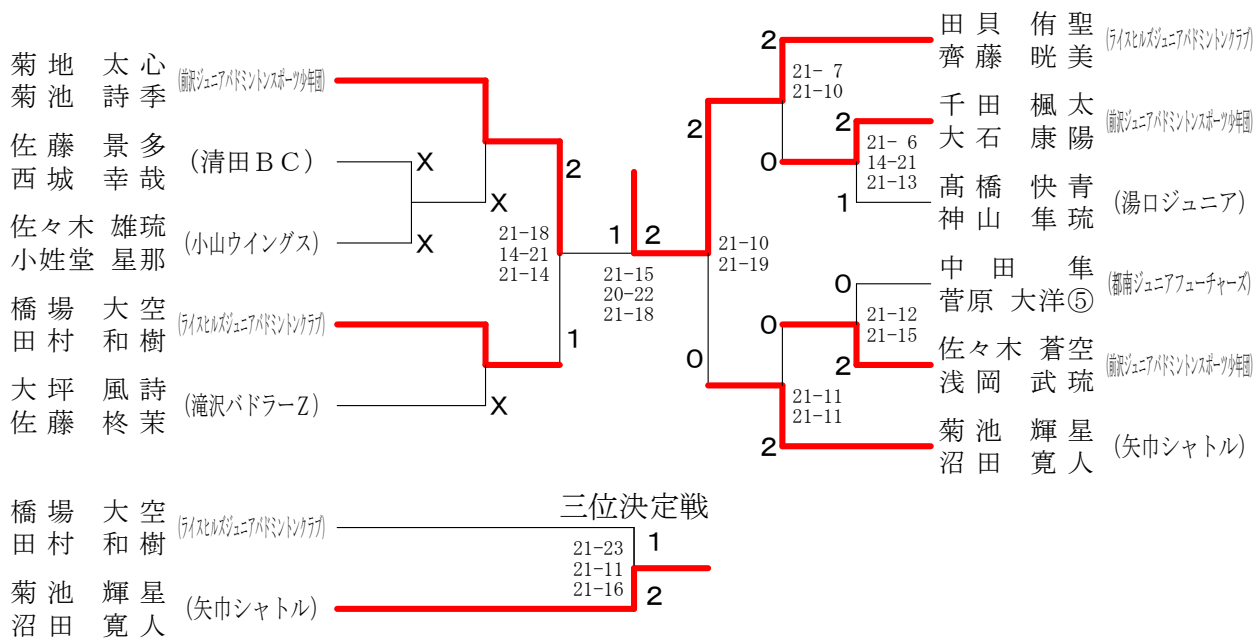 菊地 太心
菊池 詩季
(前沢ジュニアバドミントンスポーツ少年団)
佐藤 景多
西城 幸哉
(清田BC)
X
佐々木 雄琉
小姓堂 星那
(小山ウイングス)
X
X
橋場 大空
田村 和樹
(ライスヒルズジュニアバドミントンクラブ)
大坪 風詩
佐藤 柊茉
(滝沢バドラーZ)
X
2
21-18
14-21
21-14
1
1
2
21-15
20-22
21-18
田貝 侑聖
齊藤 晄美
(ライスヒルズジュニアバドミントンクラブ)
2
21- 7
21-10
千田 楓太
大石 康陽
(前沢ジュニアバドミントンスポーツ少年団)
2
2
0
21- 6
14-21
21-13
髙橋 快青
神山 隼琉
(湯口ジュニア)
1
21-10
21-19
中田 隼
菅原 大洋⑤
(都南ジュニアフューチャーズ)
0
21-12
21-15
0
佐々木 蒼空
浅岡 武琉
(前沢ジュニアバドミントンスポーツ少年団)
2
0
21-11
21-11
菊池 輝星
沼田 寛人
(矢巾シャトル)
2
三位決定戦
橋場 大空
田村 和樹
(ライスヒルズジュニアバドミントンクラブ)
1
21-23
21-11
21-16
菊池 輝星
沼田 寛人
(矢巾シャトル)
2